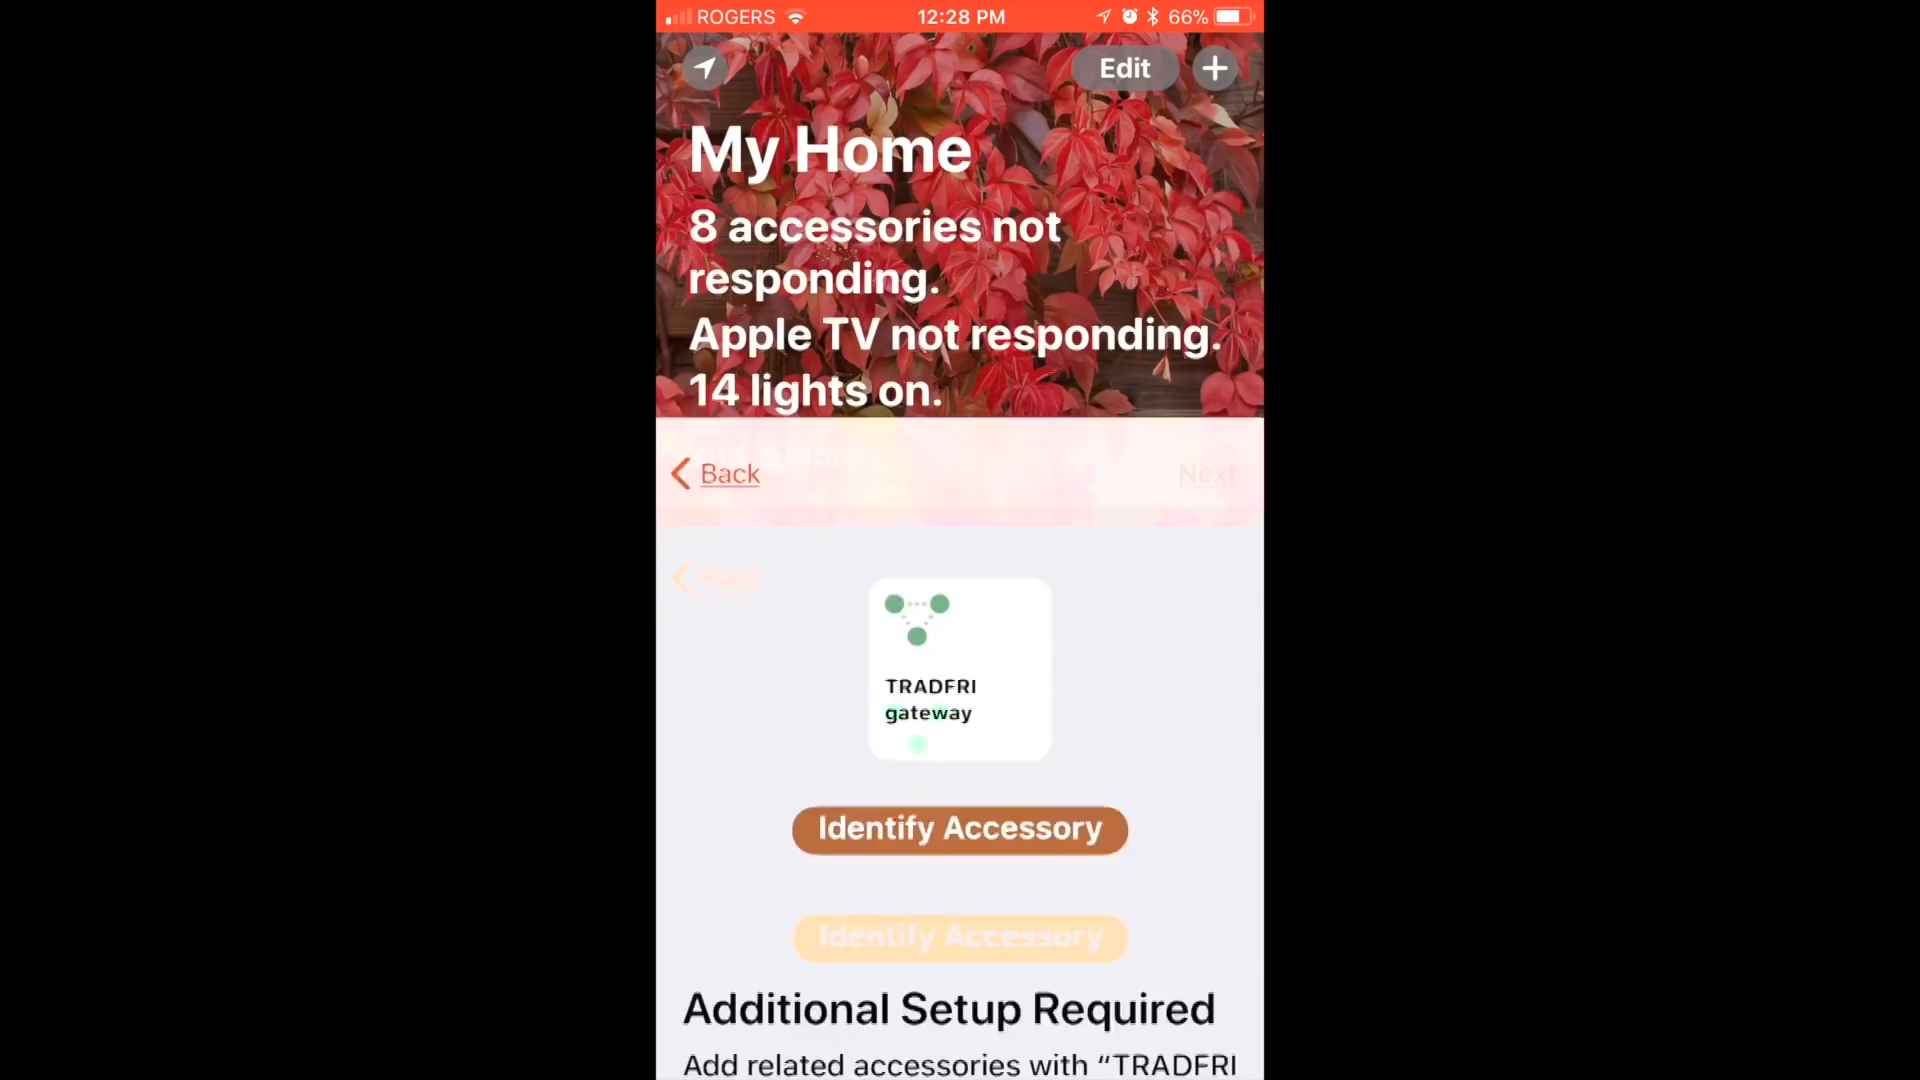 ROGERS 12:28 PM 66%
Edit +
My Home
8 accessories not
responding.
Apple TV not responding.
14 lights on.
Back Next
Back
TRADFRI
gateway
Identify Accessory
Identify Accessory
Additional Setup Required
Add related accessories with “TRADFRI